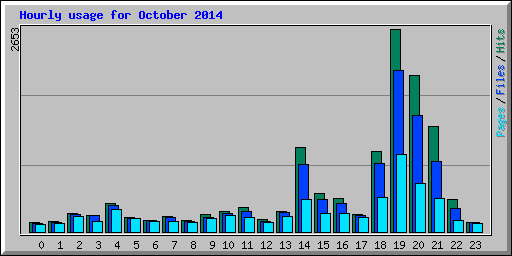 Hourly usage for October 2014
2653
Pages/Files/Hits
0 1 2 3 4 5 6 7 8 9 10 11 12 13 14 15 16 17 18 19 20 21 22 23